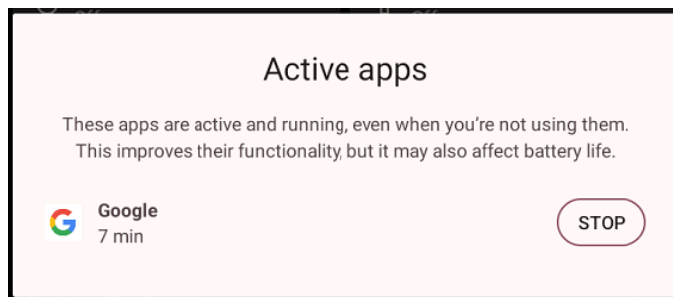 Active apps
These apps are active and running, even when you're not using them.
This improves their functionality, but it may also affect battery life.
Google
7 min
STOP